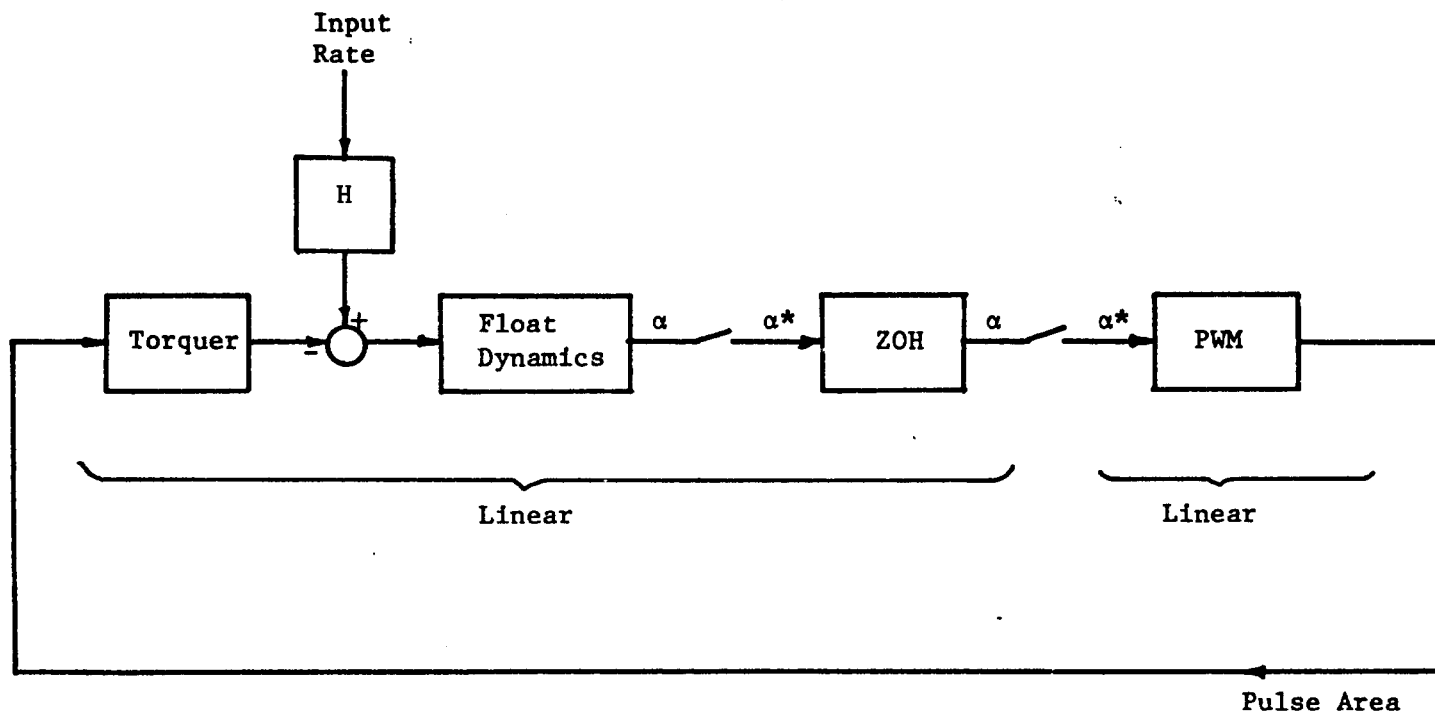 Input
Rate
H
+
-
Torquer
Float
Dynamics
α
α*
ZOH
α
α*
PWM
Linear
Linear
Pulse Area